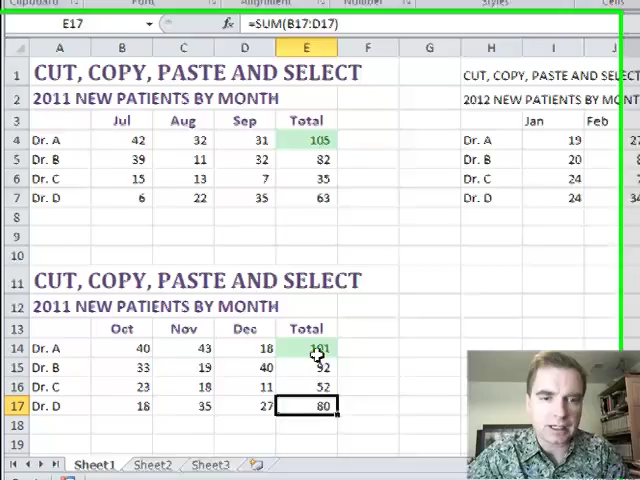 Font Alignment Number Styles Cells
E17 fx =SUM(B17:D17)
A B C D E F G H I J
1 CUT, COPY, PASTE AND SELECT CUT, COPY, PASTE AND SELECT
2 2011 NEW PATIENTS BY MONTH 2012 NEW PATIENTS BY MONTH
3 Jul Aug Sep Total Jan Feb
4 Dr. A 42 32 31 105 Dr. A 19 27
5 Dr. B 39 11 32 82 Dr. B 20
6 Dr. C 15 13 7 35 Dr. C 24
7 Dr. D 6 22 35 63 Dr. D 24 34
8
9
10
11 CUT, COPY, PASTE AND SELECT
12 2011 NEW PATIENTS BY MONTH
13 Oct Nov Dec Total
14 Dr. A 40 43 18 101
15 Dr. B 33 19 40 92
16 Dr. C 23 18 11 52
17 Dr. D 18 35 27 80
18
19
Sheet1 Sheet2 Sheet3